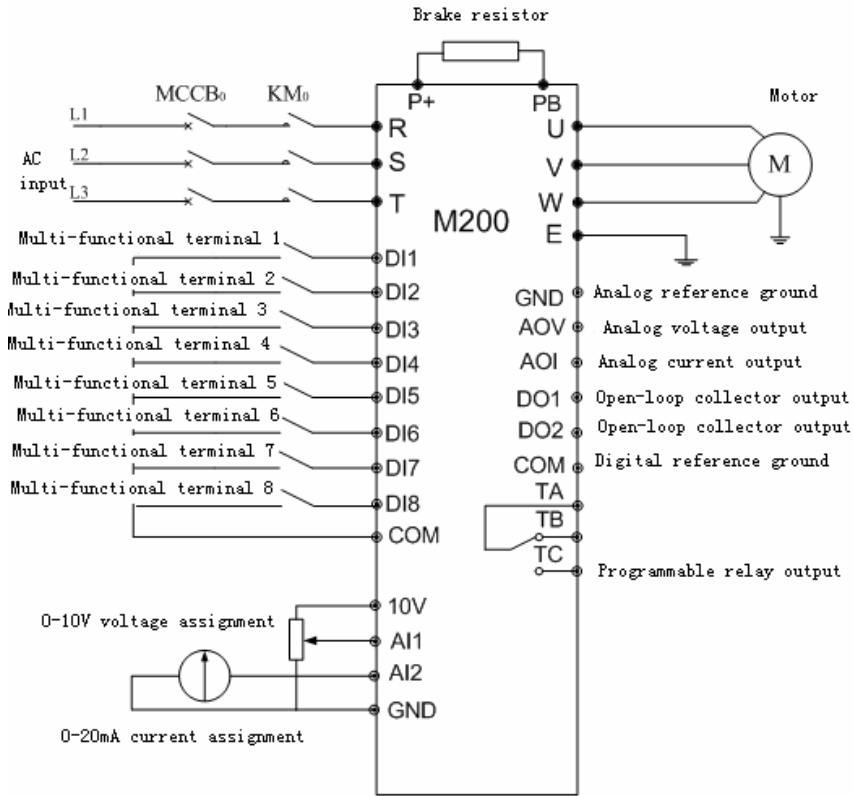 Brake resistor
P+
PB
MCCB0
KM0
Motor
L1
R
U
AC
input
L2
S
V
M
L3
T
W
M200
E
Multi-functional terminal 1
DI1
Multi-functional terminal 2
DI2
GND
Analog reference ground
Multi-functional terminal 3
DI3
AOV
Analog voltage output
Multi-functional terminal 4
DI4
AOI
Analog current output
Multi-functional terminal 5
DI5
DO1
Open-loop collector output
Multi-functional terminal 6
DI6
DO2
Open-loop collector output
Multi-functional terminal 7
DI7
COM
Digital reference ground
Multi-functional terminal 8
DI8
TA
COM
TB
TC
Programmable relay output
10V
0-10V voltage assignment
AI1
AI2
GND
0-20mA current assignment